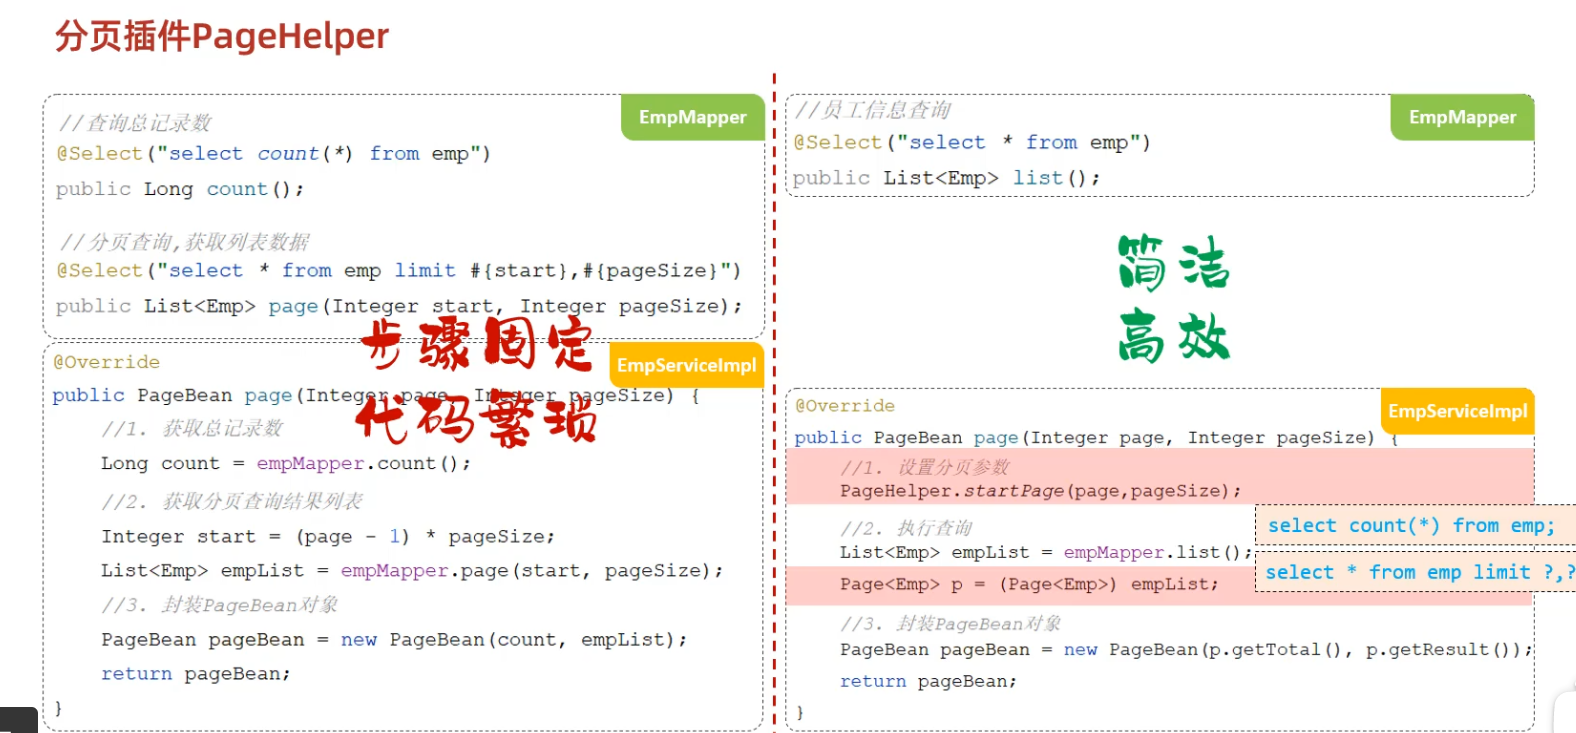 分页插件PageHelper
EmpMapper
//查询总记录数
@Select("select count(*) from emp")
public Long count();
//分页查询,获取列表数据
@Select("select * from emp limit #{start},#{pageSize}")
public List<Emp> page(Integer start, Integer pageSize);
步骤固定
代码繁琐
EmpServiceImpl
@Override
public PageBean page(Integer page, Integer pageSize) {
//1. 获取总记录数
Long count = empMapper.count();
//2. 获取分页查询结果列表
Integer start = (page - 1) * pageSize;
List<Emp> empList = empMapper.page(start, pageSize);
//3. 封装PageBean对象
PageBean pageBean = new PageBean(count, empList);
return pageBean;
}
EmpMapper
//员工信息查询
@Select("select * from emp")
public List<Emp> list();
简洁
高效
EmpServiceImpl
@Override
public PageBean page(Integer page, Integer pageSize) {
//1. 设置分页参数
PageHelper.startPage(page,pageSize);
//2. 执行查询
List<Emp> empList = empMapper.list();
Page<Emp> p = (Page<Emp>) empList;
select count(*) from emp;
select * from emp limit ?,?
//3. 封装PageBean对象
PageBean pageBean = new PageBean(p.getTotal(), p.getResult());
return pageBean;
}